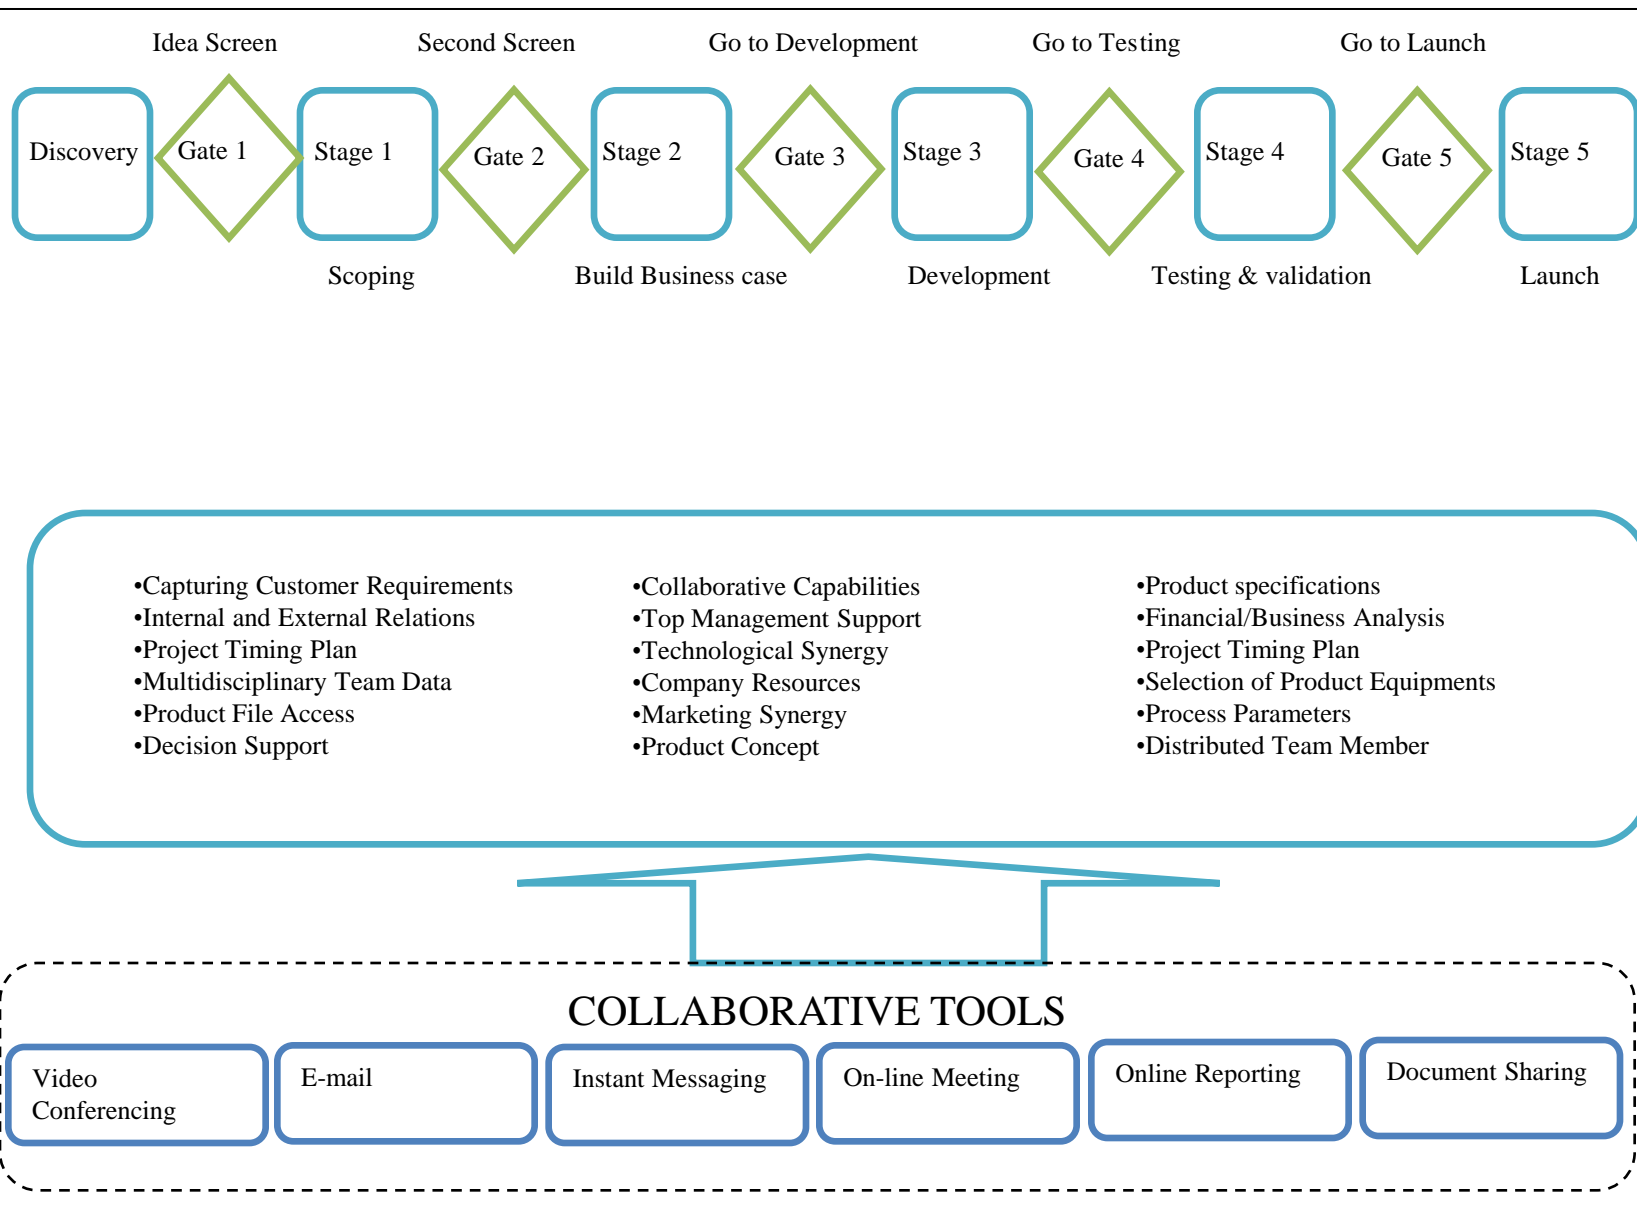 Idea Screen
Second Screen
Go to Development
Go to Testing
Go to Launch
Discovery
Gate 1
Stage 1
Gate 2
Stage 2
Gate 3
Stage 3
Gate 4
Stage 4
Gate 5
Stage 5
Scoping
Build Business case
Development
Testing & validation
Launch
•Capturing Customer Requirements
•Internal and External Relations
•Project Timing Plan
•Multidisciplinary Team Data
•Product File Access
•Decision Support
•Collaborative Capabilities
•Top Management Support
•Technological Synergy
•Company Resources
•Marketing Synergy
•Product Concept
•Product specifications
•Financial/Business Analysis
•Project Timing Plan
•Selection of Product Equipments
•Process Parameters
•Distributed Team Member
COLLABORATIVE TOOLS
Video
Conferencing
E-mail
Instant Messaging
On-line Meeting
Online Reporting
Document Sharing